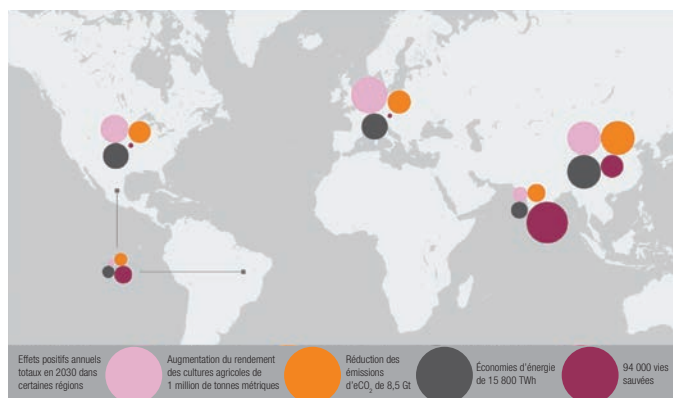 Effets positifs annuels
totaux en 2030 dans
certaines régions
Augmentation du rendement
des cultures agricoles de
1 million de tonnes métriques
Réduction des
émissions
d'eCO₂ de 8,5 Gt
Économies d'énergie
de 15 800 TWh
94 000 vies
sauvées